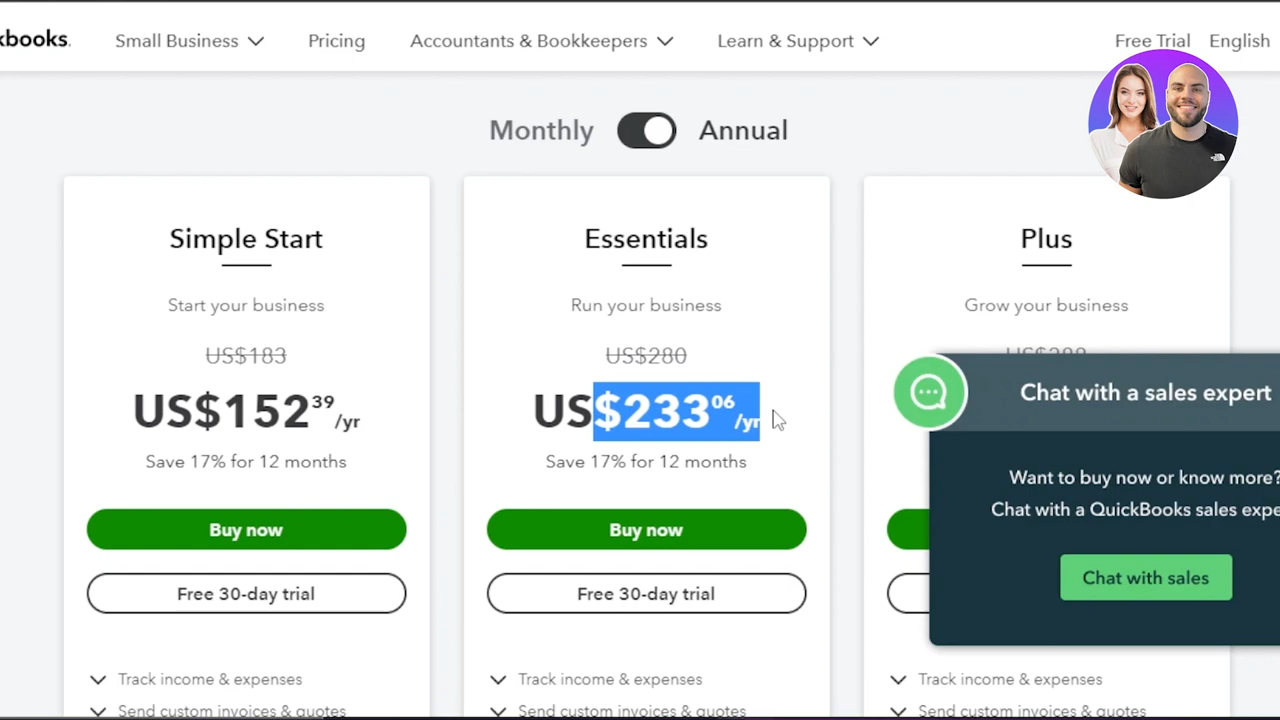 kbooks.
Small Business
Pricing
Accountants & Bookkeepers
Learn & Support
Free Trial
English
Monthly
Annual
Simple Start
Start your business
US$183
US$152 39 /yr
Save 17% for 12 months
Buy now
Free 30-day trial
Track income & expenses
Send custom invoices & quotes
Essentials
Run your business
US$280
US$233 06 /yr
Save 17% for 12 months
Buy now
Free 30-day trial
Track income & expenses
Send custom invoices & quotes
Plus
Grow your business
Track income & expenses
Send custom invoices & quotes
Chat with a sales expert
Want to buy now or know more?
Chat with a QuickBooks sales expe
Chat with sales